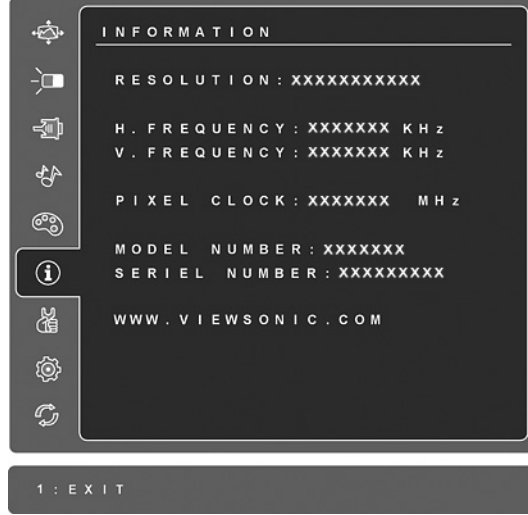 INFORMATION
RESOLUTION: XXXXXXXXXXX
H. FREQUENCY: XXXXXXX KHz
V. FREQUENCY: XXXXXXX KHz
PIXEL CLOCK: XXXXXXX MHz
MODEL NUMBER: XXXXXXX
SERIEL NUMBER: XXXXXXXXX
WWW.VIEWSONIC.COM
1: EXIT